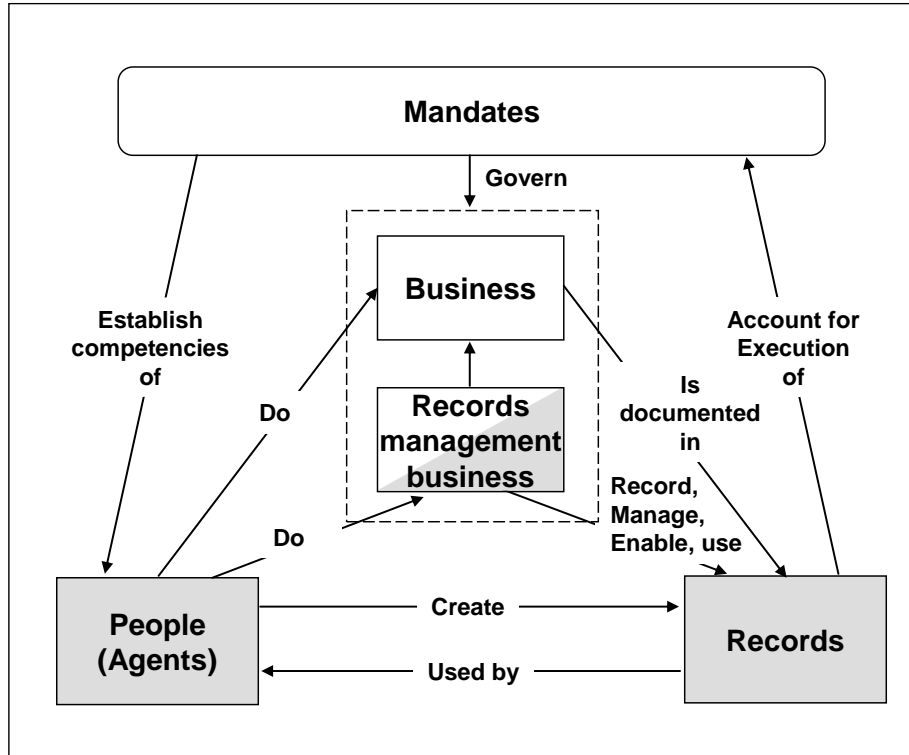 Mandates
Govern
Business
Establish
competencies
of
Account for
Execution
of
Do
Is
documented
in
Records
management
business
Record,
Manage,
Enable, use
Do
People
(Agents)
Create
Used by
Records